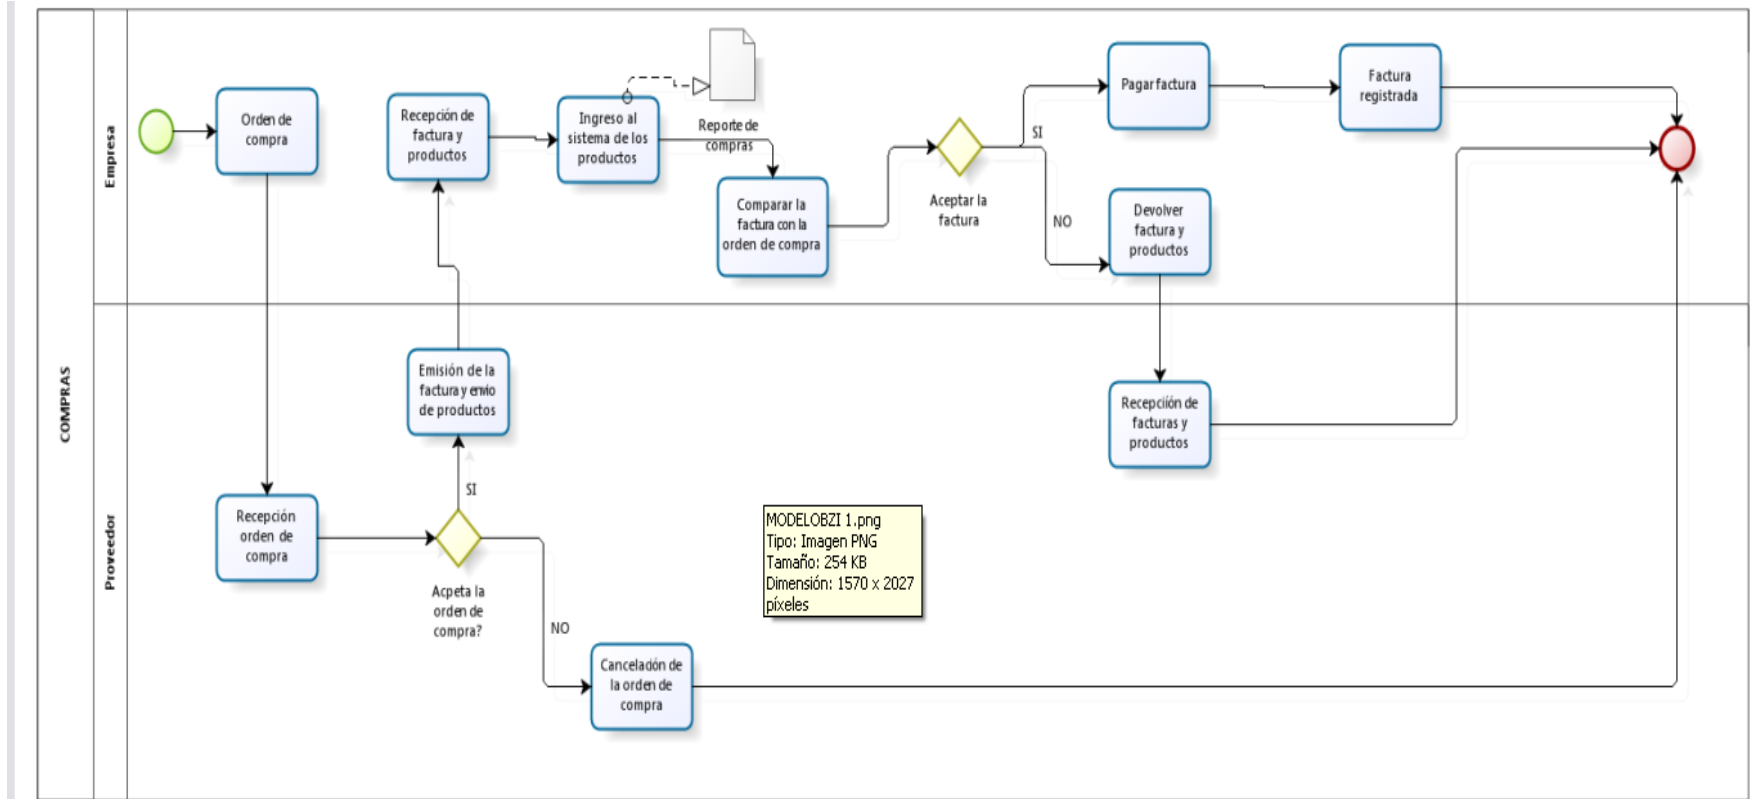 COMPRAS
Empresa
Orden de
compra
Recepción de
factura y
productos
Ingreso al
sistema de los
productos
Reporte de
compras
Comparar la
factura con la
orden de compra
Aceptar la
factura
SI
NO
Pagar factura
Factura
registrada
Devolver
factura y
productos
Proveedor
Recepción
orden de
compra
Acpeta la
orden de
compra?
SI
NO
Emisión de la
factura y envio
de productos
Cancelación de
la orden de
compra
Recepciíón de
facturas y
productos
MODELOBZI 1.png
Tipo: Imagen PNG
Tamaño: 254 KB
Dimensión: 1570 x 2027
píxeles